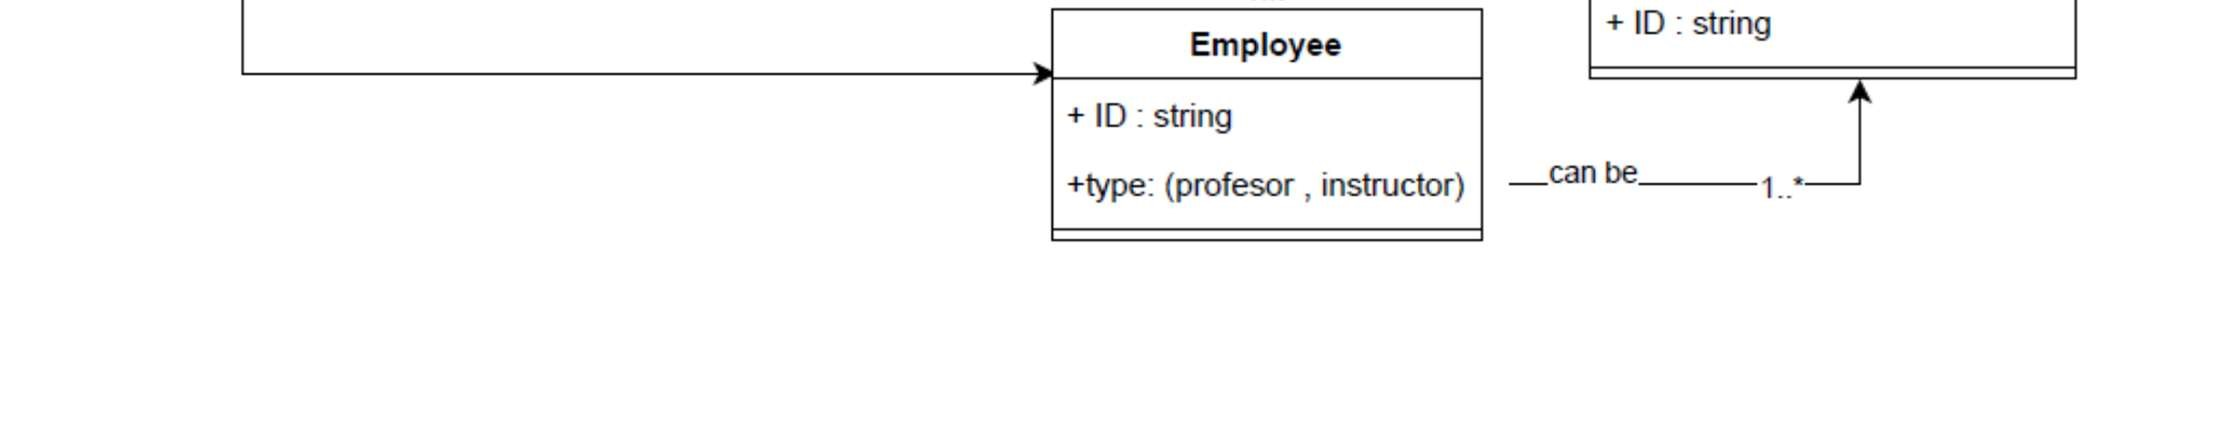 Employee
+ ID : string
+type: (profesor , instructor)
+ ID : string
can be
1..*